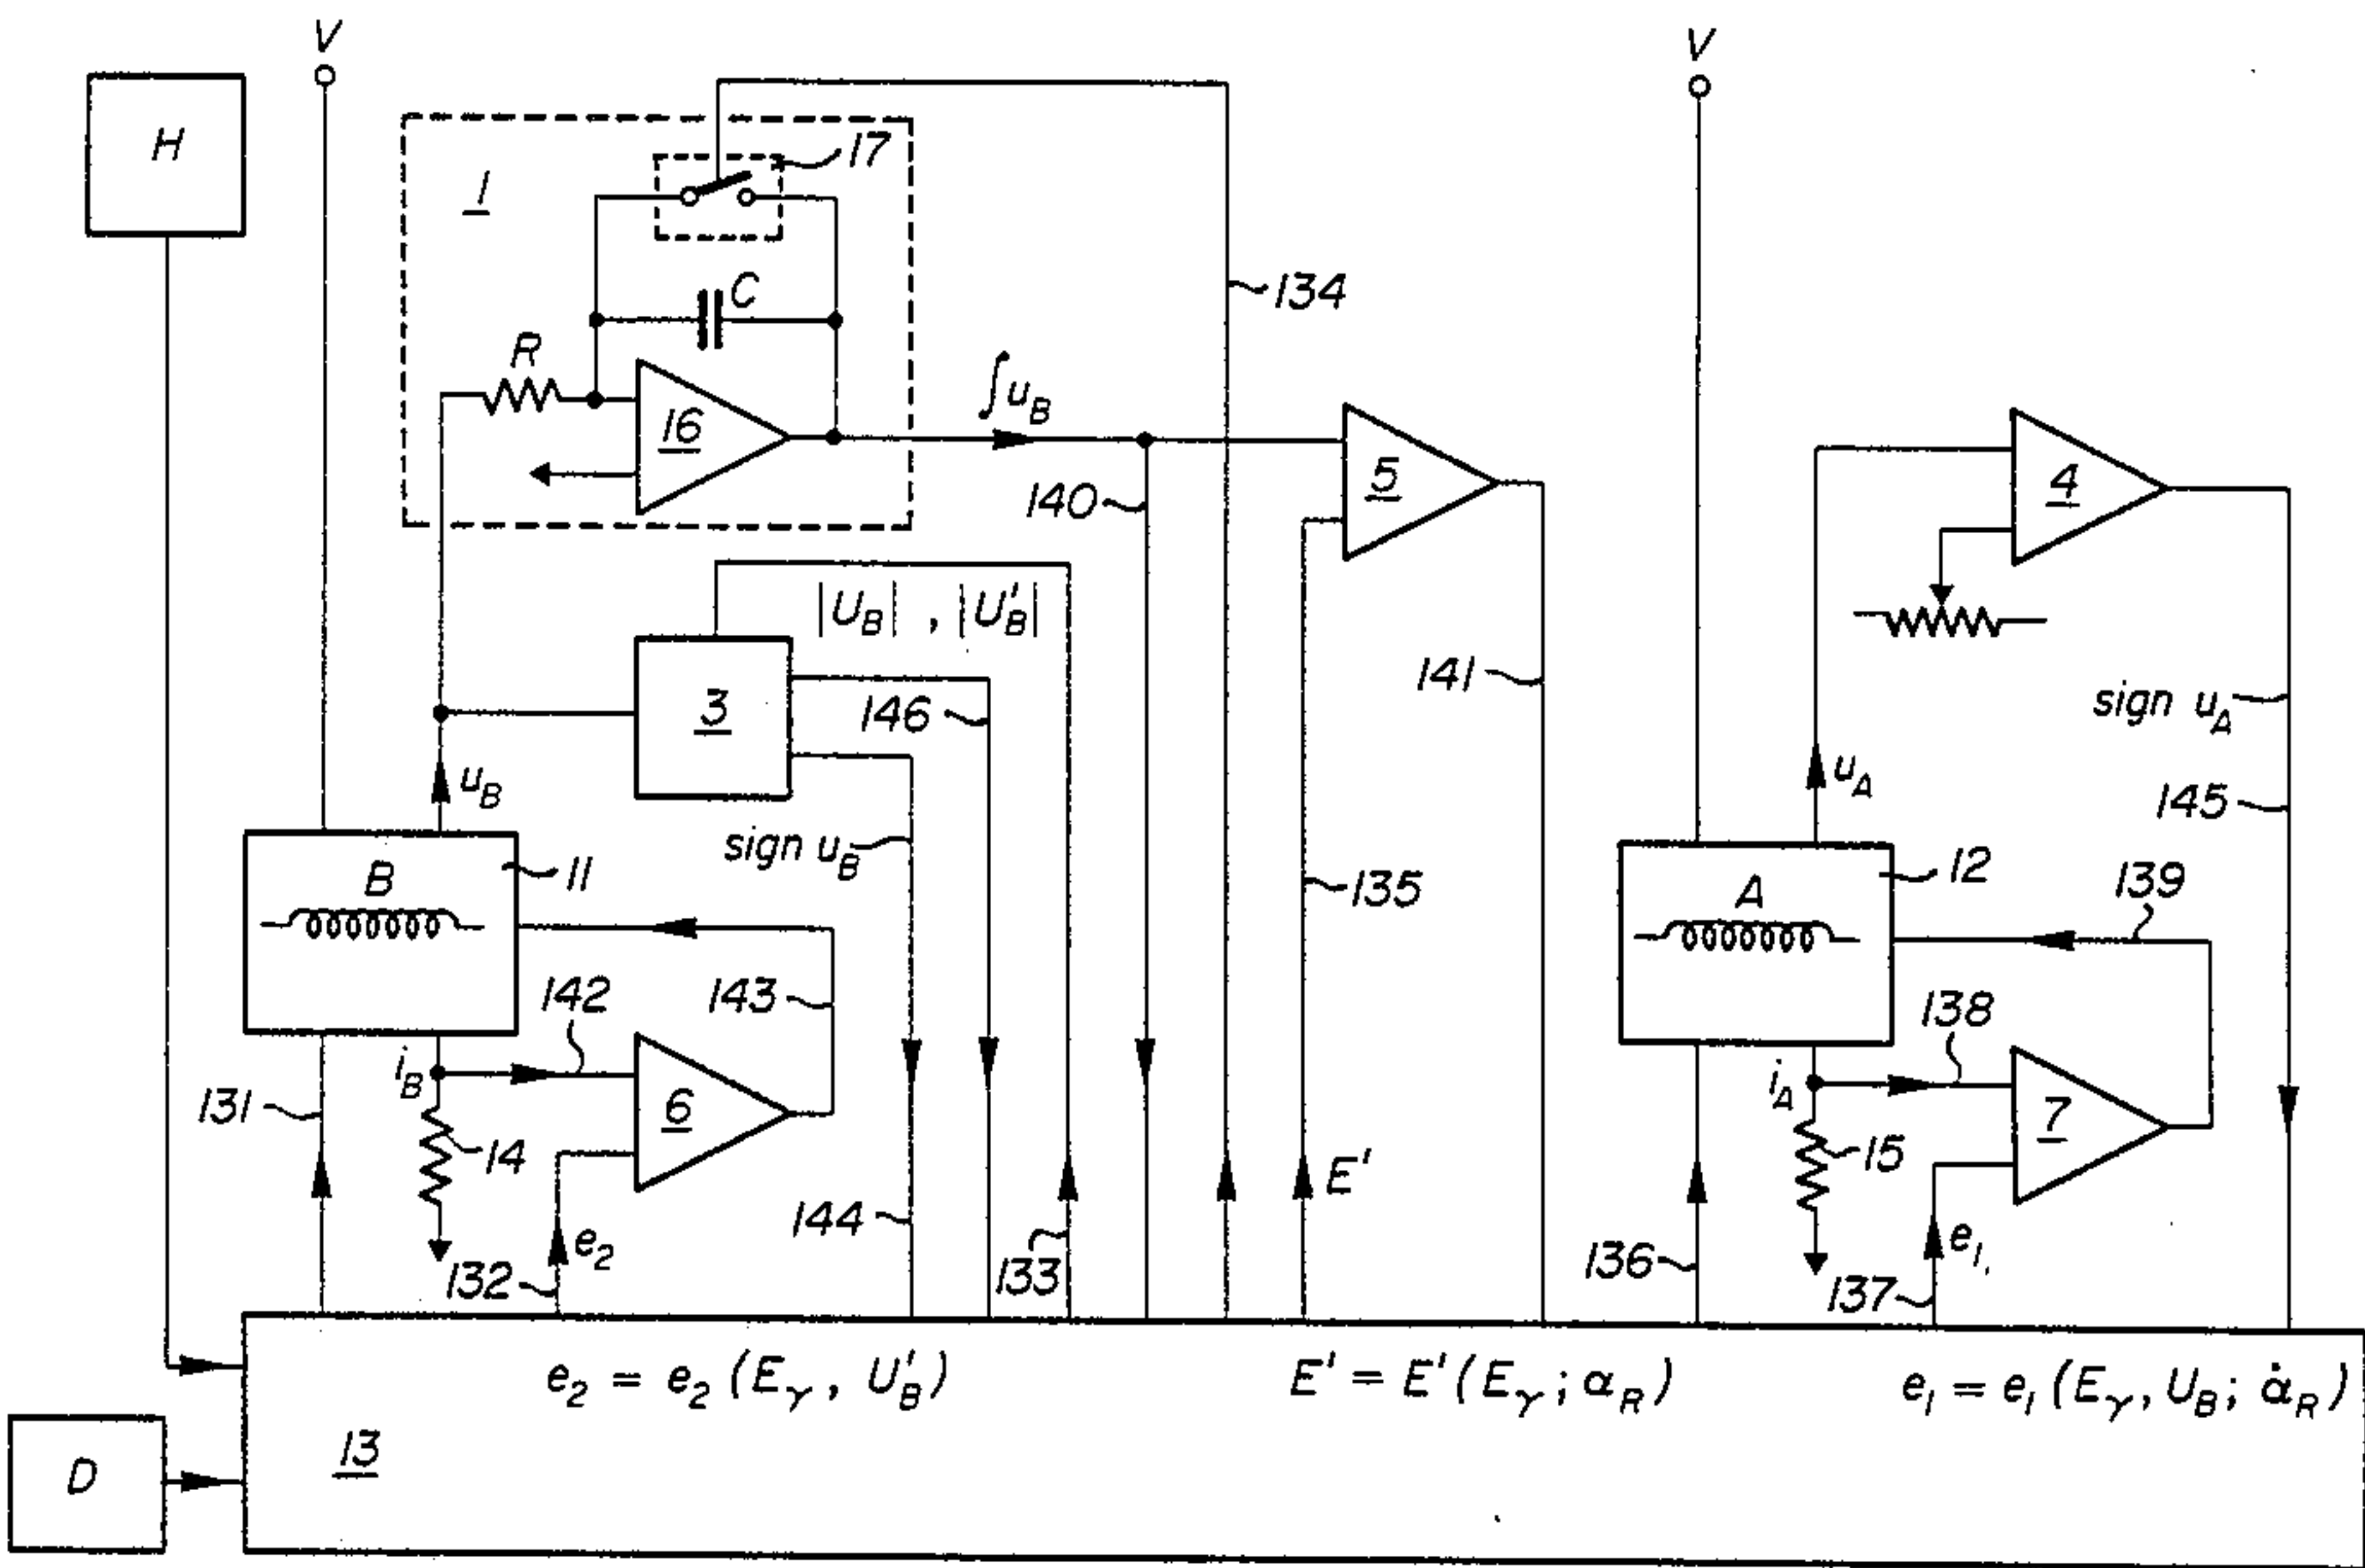 V
V
H
17
1
C
134
R
∫u_B
16
5
4
140
|U_B| , |U'_B|
141
3
146
sign u_A
u_B
u_A
145
sign u_B
B
11
135
A
12
139
142
143
138
i_B
i_A
131
6
7
14
15
E'
144
e_2
133
136
e_1
132
137
e_2 = e_2 (E_γ, U'_B)
E' = E' (E_γ; α_R)
e_1 = e_1 (E_γ, U_B; α̇_R)
13
D